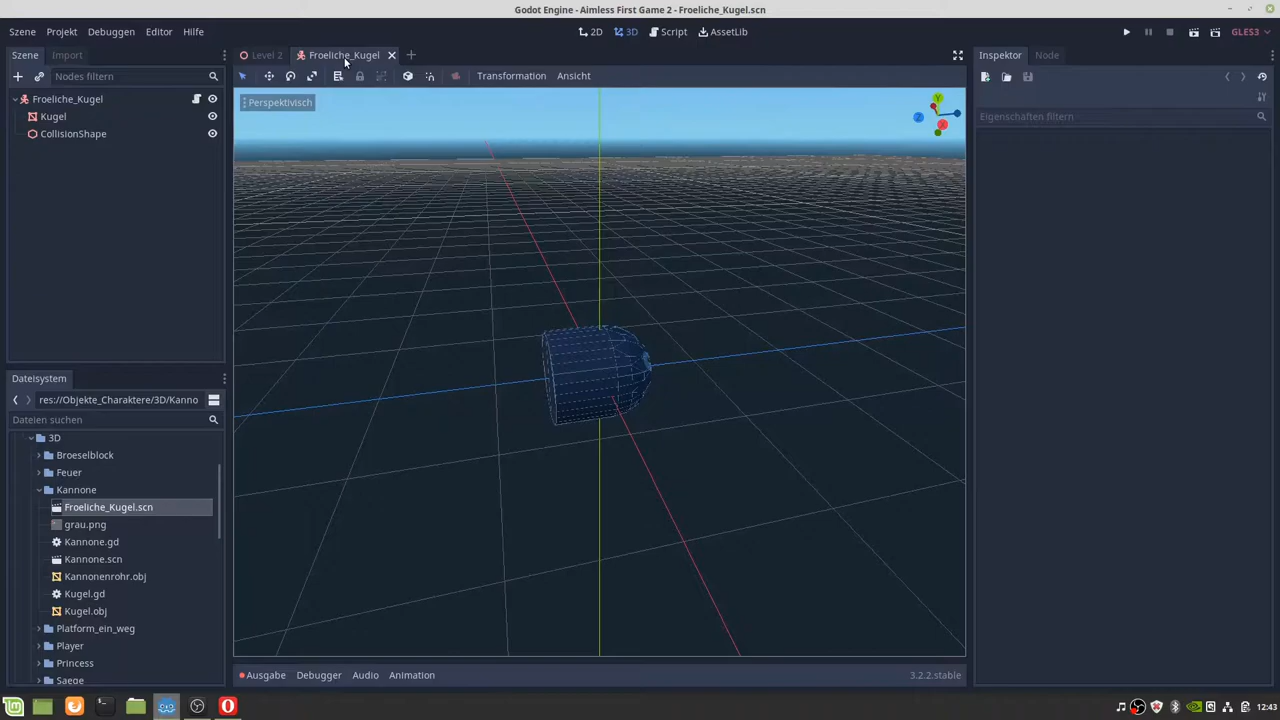 Godot Engine - Aimless First Game 2 - Froeliche_Kugel.scn
Szene Projekt Debuggen Editor Hilfe
2D 3D Script AssetLib
GLES3
Szene Import
Nodes filtern
Froeliche_Kugel
Kugel
CollisionShape
Level 2 Froeliche_Kugel
Transformation Ansicht
Perspektivisch
Y
Z
X
Inspektor Node
Eigenschaften filtern
Dateisystem
res://Objekte_Charaktere/3D/Kanno
Dateien suchen
3D
Broeselblock
Feuer
Kannone
Froeliche_Kugel.scn
grau.png
Kannone.gd
Kannone.scn
Kannonenrohr.obj
Kugel.gd
Kugel.obj
Platform_ein_weg
Player
Princess
Saege
Ausgabe Debugger Audio Animation
3.2.2.stable
12:43